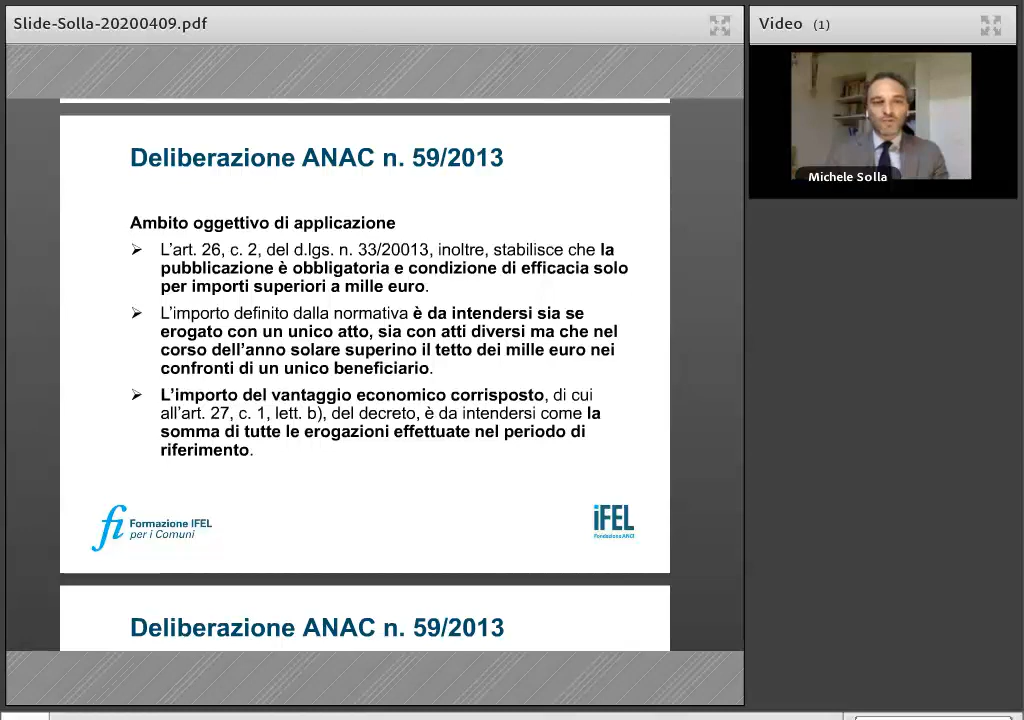 Slide-Solla-20200409.pdf
Video (1)
Michele Solla
Deliberazione ANAC n. 59/2013
Ambito oggettivo di applicazione
L'art. 26, c. 2, del d.lgs. n. 33/20013, inoltre, stabilisce che la
pubblicazione è obbligatoria e condizione di efficacia solo
per importi superiori a mille euro.
L'importo definito dalla normativa è da intendersi sia se
erogato con un unico atto, sia con atti diversi ma che nel
corso dell'anno solare superino il tetto dei mille euro nei
confronti di un unico beneficiario.
L'importo del vantaggio economico corrisposto, di cui
all'art. 27, c. 1, lett. b), del decreto, è da intendersi come la
somma di tutte le erogazioni effettuate nel periodo di
riferimento.
fi Formazione IFEL
per i Comuni
iFEL
Fondazione ANCI
Deliberazione ANAC n. 59/2013